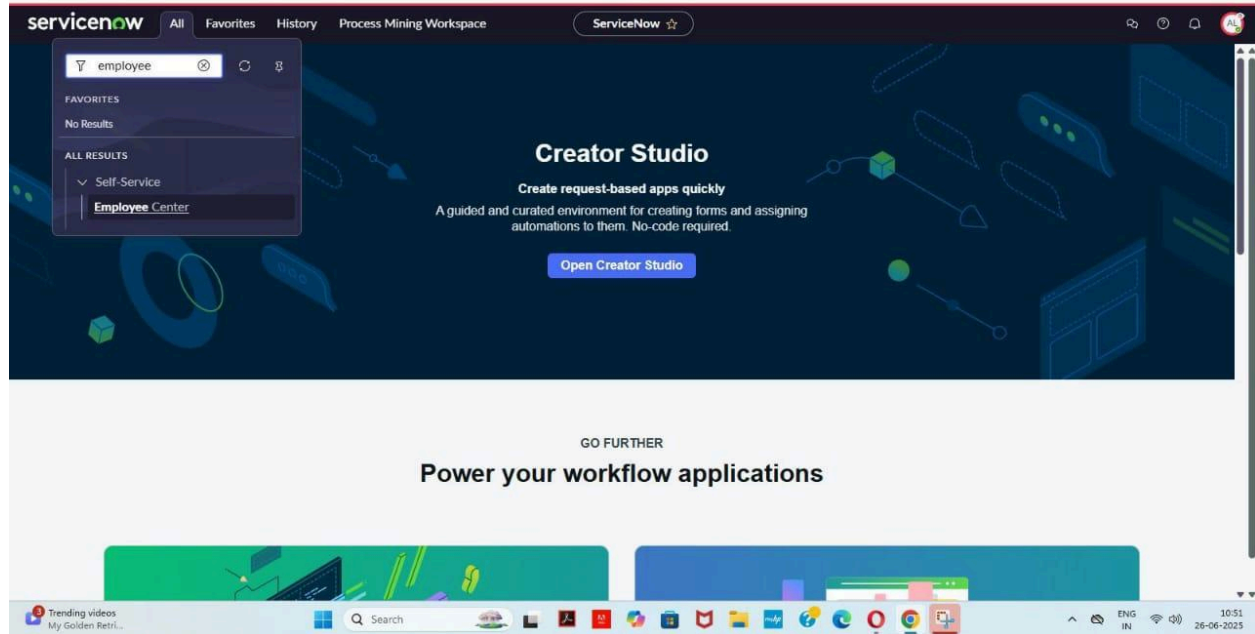 servicenow All Favorites History Process Mining Workspace ServiceNow AL
employee
FAVORITES
No Results
ALL RESULTS
Self-Service
Employee Center
Creator Studio
Create request-based apps quickly
A guided and curated environment for creating forms and assigning
automations to them. No-code required.
Open Creator Studio
GO FURTHER
Power your workflow applications
Trending videos
My Golden Retri...
Search
ENG
IN
10:51
26-06-2025